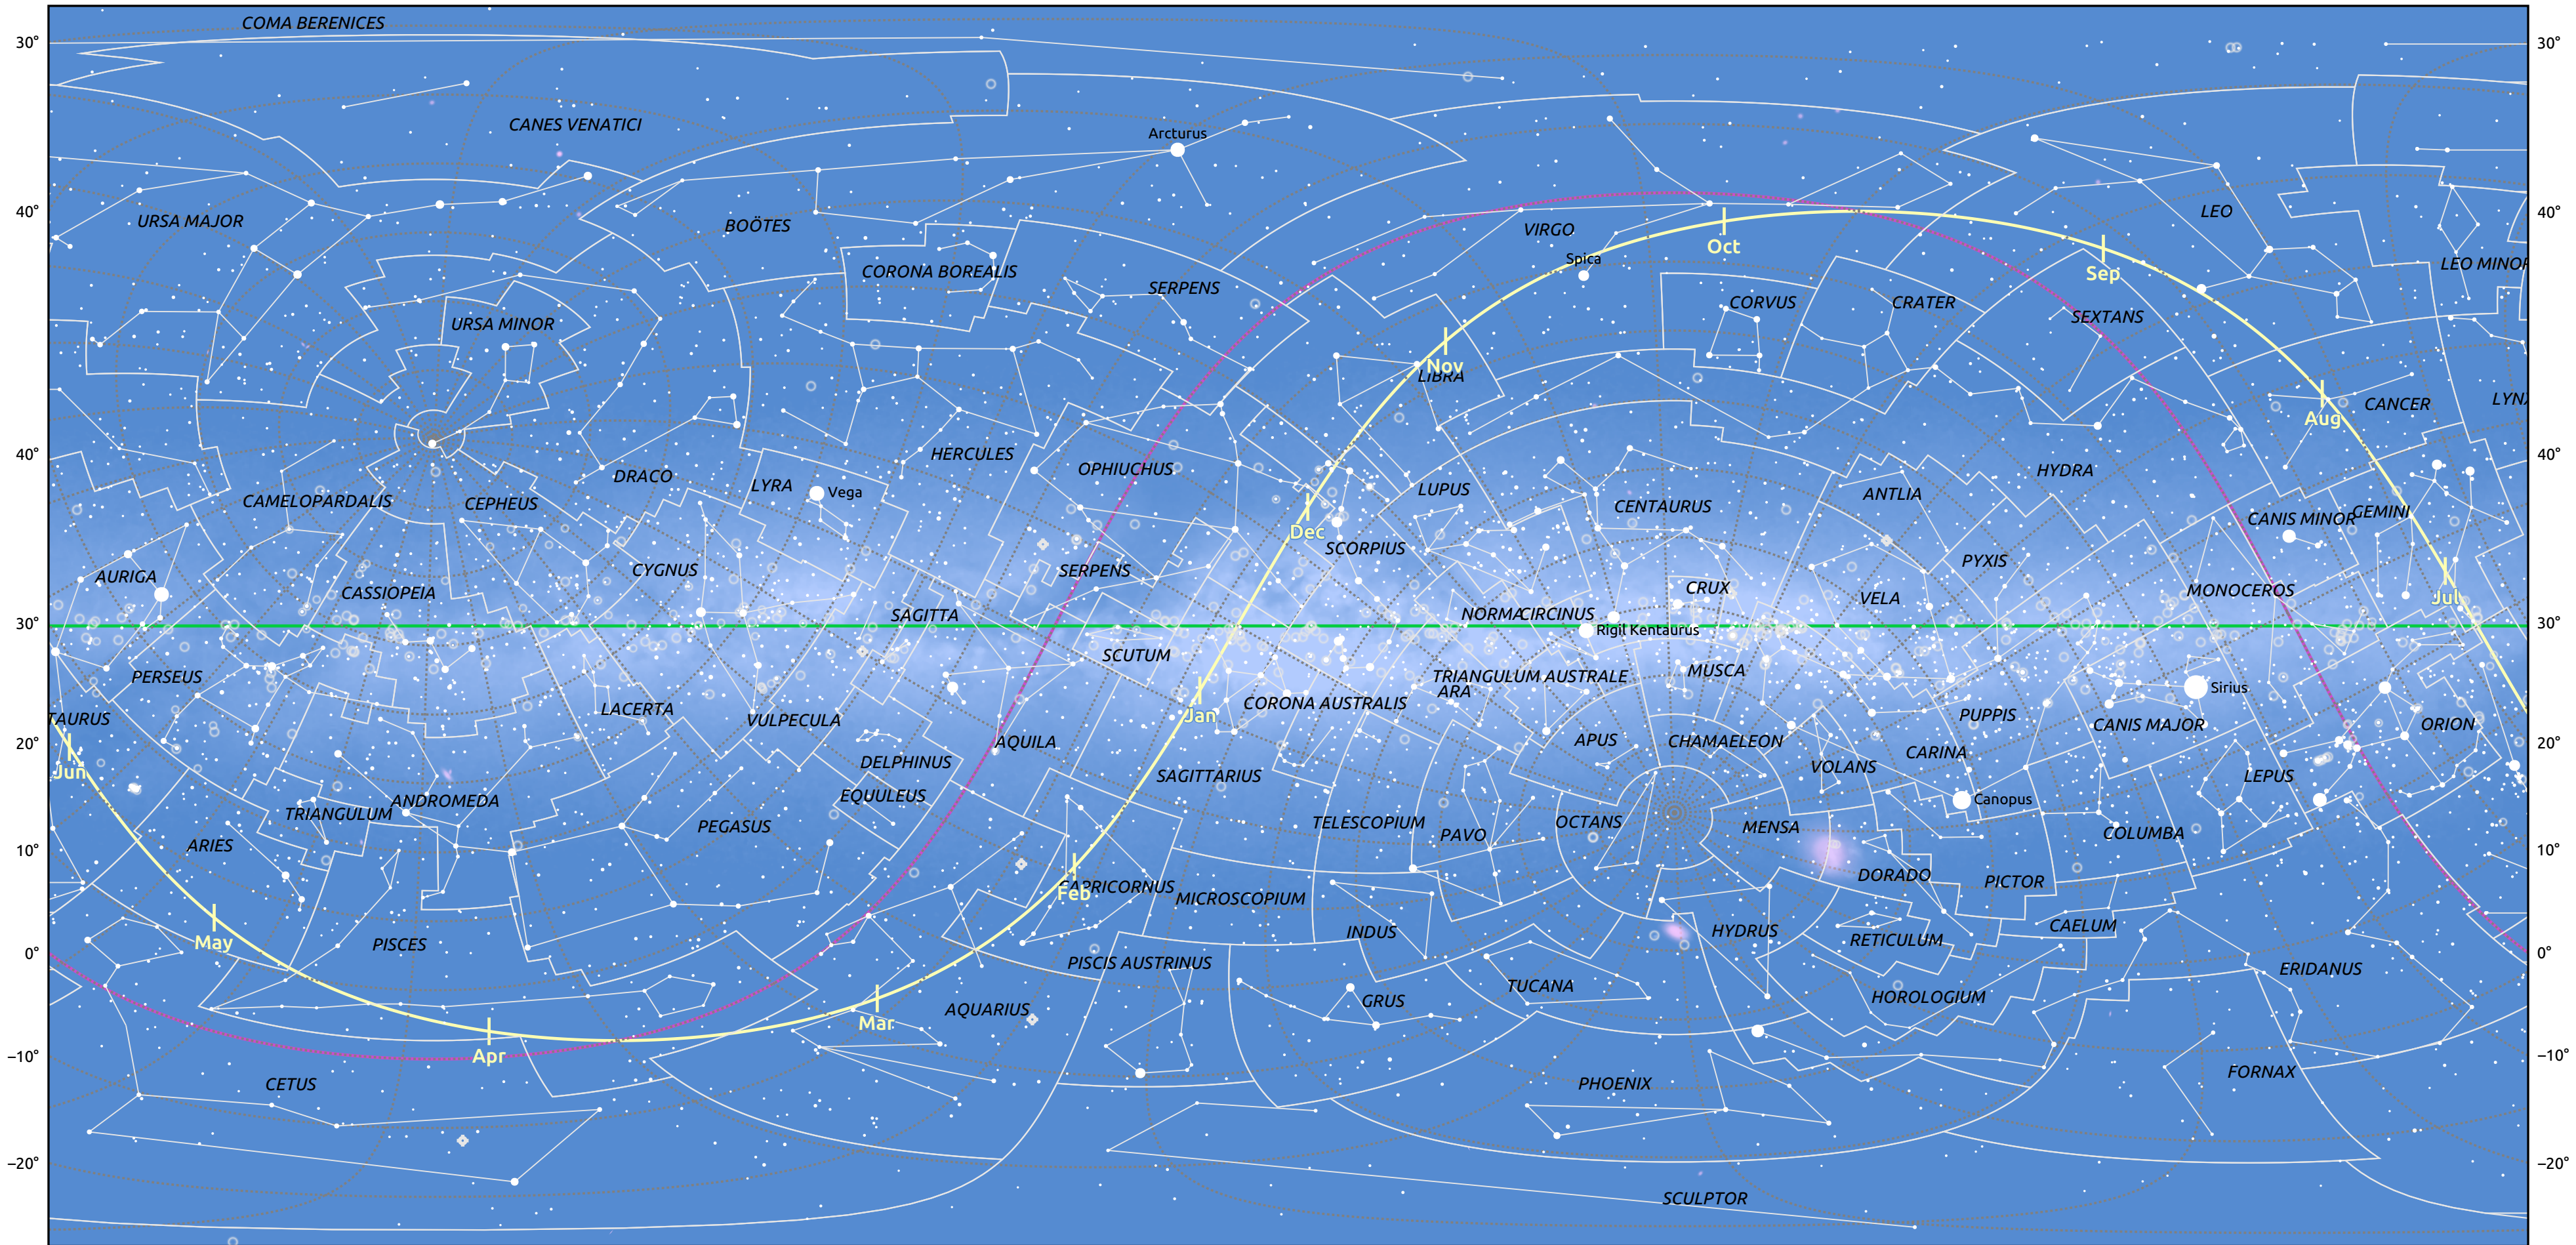 COMA BERENICES
30°
30°
CANES VENATICI
Arcturus
URSA MAJOR
40°
BOÖTES
VIRGO
LEO
40°
Oct
Spica
Sep
CORONA BOREALIS
LEO MINOR
SERPENS
CORVUS
CRATER
SEXTANS
URSA MINOR
Nov
LIBRA
CANCER
LYNX
Aug
40°
HERCULES
OPHIUCHUS
HYDRA
40°
DRACO
LYRA
Vega
LUPUS
ANTLIA
CAMELOPARDALIS
CEPHEUS
CENTAURUS
GEMINI
CANIS MINOR
Dec
SCORPIUS
PYXIS
AURIGA
CYGNUS
SERPENS
CASSIOPEIA
CRUX
MONOCEROS
VELA
Jul
SAGITTA
NORMA
CIRCINUS
30°
30°
Rigil Kentaurus
SCUTUM
PERSEUS
TRIANGULUM AUSTRALE
MUSCA
ARA
Sirius
CORONA AUSTRALIS
LACERTA
Jan
TAURUS
VULPECULA
PUPPIS
CANIS MAJOR
ORION
20°
AQUILA
APUS
CHAMAELEON
CARINA
20°
Jun
DELPHINUS
SAGITTARIUS
VOLANS
LEPUS
ANDROMEDA
EQUULEUS
Canopus
TRIANGULUM
PEGASUS
TELESCOPIUM
PAVO
OCTANS
MENSA
COLUMBA
ARIES
10°
10°
DORADO
PICTOR
CAPRICORNUS
Feb
MICROSCOPIUM
May
PISCES
INDUS
HYDRUS
RETICULUM
CAELUM
0°
0°
PISCIS AUSTRINUS
ERIDANUS
TUCANA
GRUS
HOROLOGIUM
AQUARIUS
Mar
Apr
−10°
−10°
CETUS
PHOENIX
FORNAX
−20°
−20°
SCULPTOR